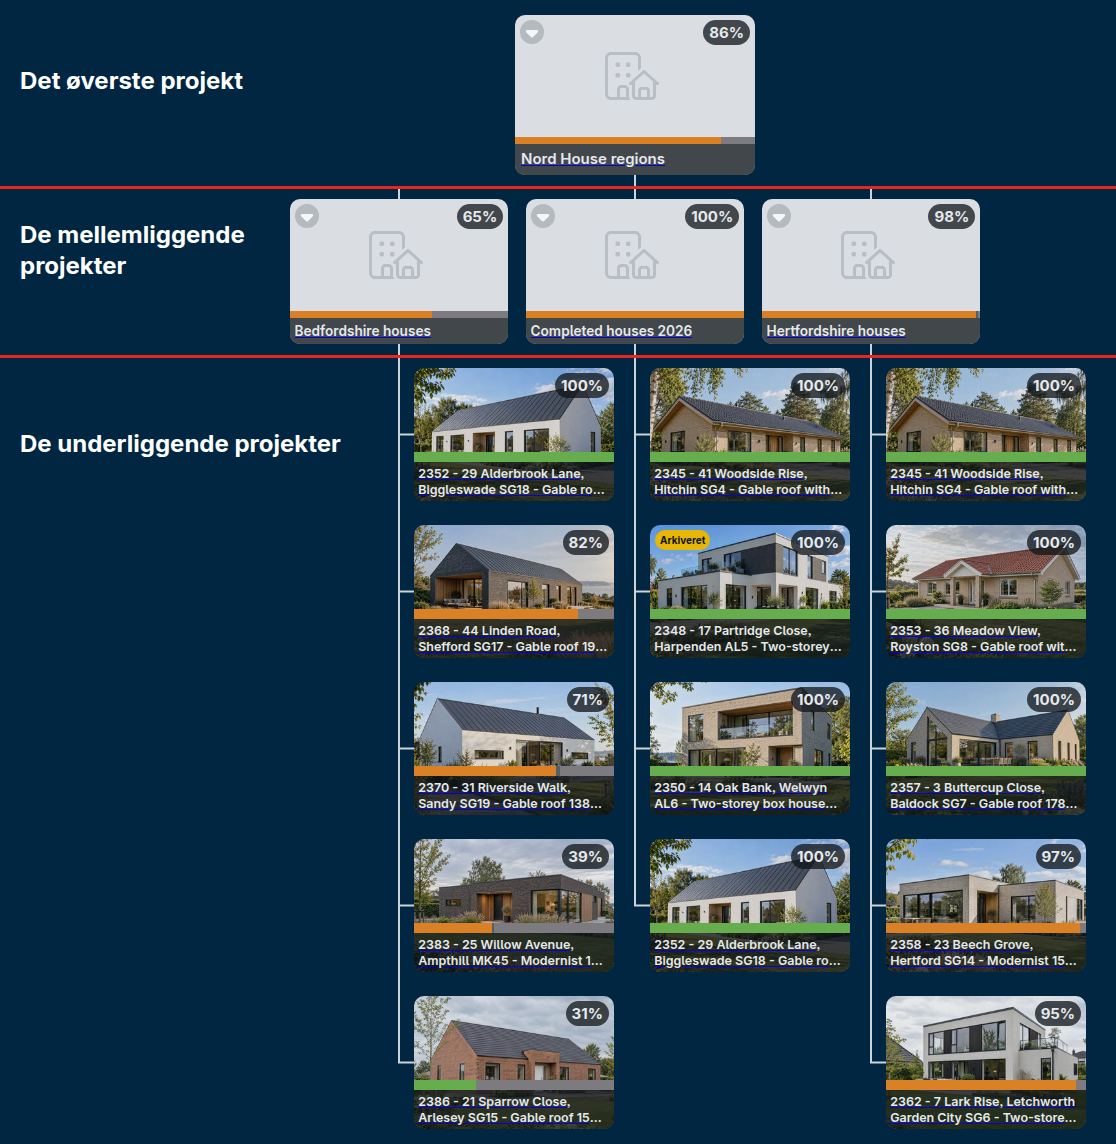 Det øverste projekt
86%
Nord House regions
De mellemliggende
projekter
65%
Bedfordshire houses
100%
Completed houses 2026
98%
Hertfordshire houses
De underliggende projekter
100%
2352 - 29 Alderbrook Lane,
Biggleswade SG18 - Gable ro...
100%
2345 - 41 Woodside Rise,
Hitchin SG4 - Gable roof with...
100%
2345 - 41 Woodside Rise,
Hitchin SG4 - Gable roof with...
82%
2368 - 44 Linden Road,
Shefford SG17 - Gable roof 19...
Arkiveret
100%
2348 - 17 Partridge Close,
Harpenden AL5 - Two-storey...
100%
2353 - 36 Meadow View,
Royston SG8 - Gable roof wit...
71%
2370 - 31 Riverside Walk,
Sandy SG19 - Gable roof 138...
100%
2350 - 14 Oak Bank, Welwyn
AL6 - Two-storey box house...
100%
2357 - 3 Buttercup Close,
Baldock SG7 - Gable roof 178...
39%
2383 - 25 Willow Avenue,
Ampthill MK45 - Modernist 1...
100%
2352 - 29 Alderbrook Lane,
Biggleswade SG18 - Gable ro...
97%
2358 - 23 Beech Grove,
Hertford SG14 - Modernist 15...
31%
2386 - 21 Sparrow Close,
Arlesey SG15 - Gable roof 15...
95%
2362 - 7 Lark Rise, Letchworth
Garden City SG6 - Two-store...